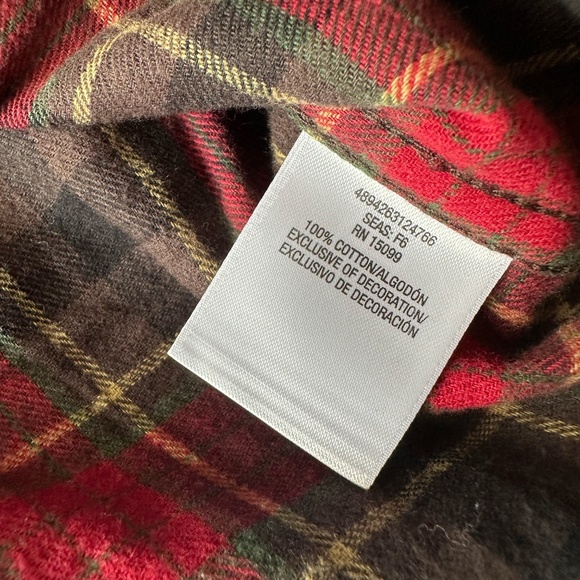 4894263124766
SEAS: F6
RN 15099
100% COTTON/ALGODÓN
EXCLUSIVE OF DECORATION/
EXCLUSIVO DE DECORACIÓN